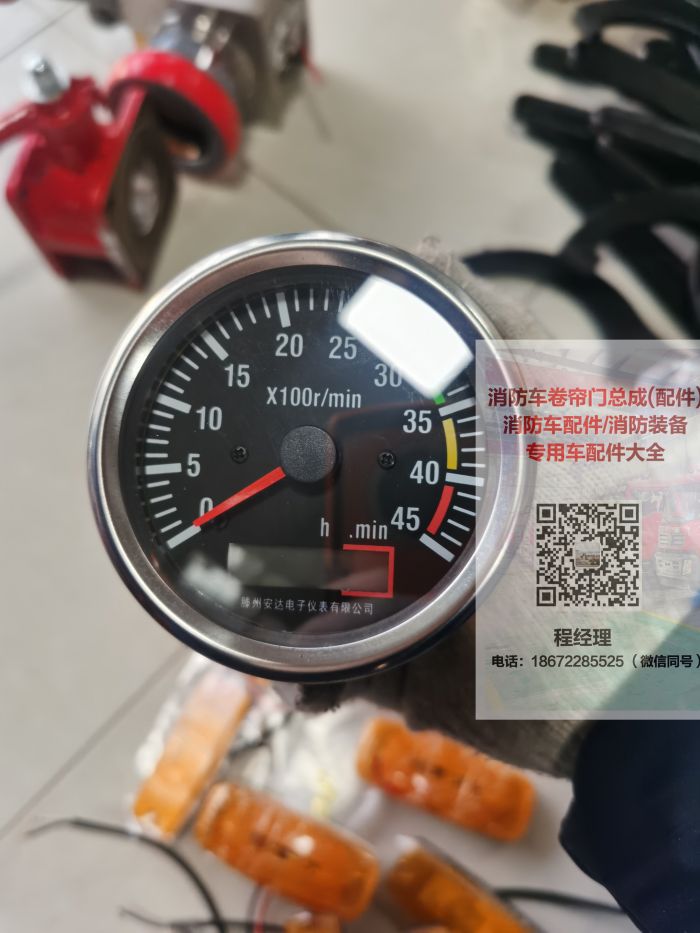 20 25
15 30
X100r/min
10 35
5 40
0 45
h .min
滕州安达电子仪表有限公司
消防车卷帘门总成(配件)
消防车配件/消防装备
专用车配件大全
程经理
电话：18672285525（微信同号）